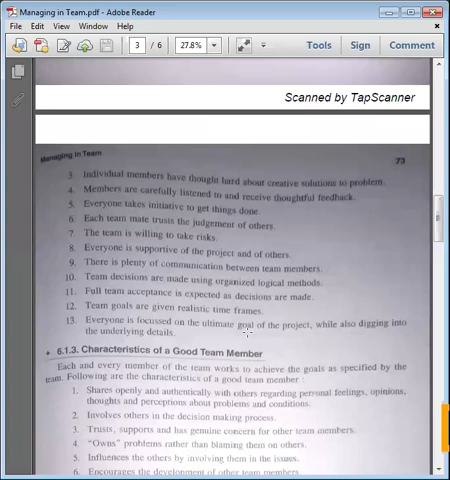 Managing in Team.pdf - Adobe Reader
File Edit View Window Help
3 / 6 27.8% Tools Sign Comment
Scanned by TapScanner
Managing in Team 73
3. Individual members have thought hard about creative solutions to problem.
4. Members are carefully listened to and receive thoughtful feedback.
5. Everyone takes initiative to get things done.
6. Each team mate trusts the judgement of others.
7. The team is willing to take risks.
8. Everyone is supportive of the project and of others.
9. There is plenty of communication between team members.
10. Team decisions are made using organized logical methods.
11. Full team acceptance is expected as decisions are made.
12. Team goals are given realistic time frames.
13. Everyone is focussed on the ultimate goal of the project, while also digging into
the underlying details.
6.1.3. Characteristics of a Good Team Member
Each and every member of the team works to achieve the goals as specified by the
team. Following are the characteristics of a good team member :
1. Shares openly and authentically with others regarding personal feelings, opinions,
thoughts and perceptions about problems and conditions.
2. Involves others in the decision making process.
3. Trusts, supports and has genuine concern for other team members.
4. "Owns" problems rather than blaming them on others.
5. Influences the others by involving them in the issues.
6. Encourages the development of other team members.